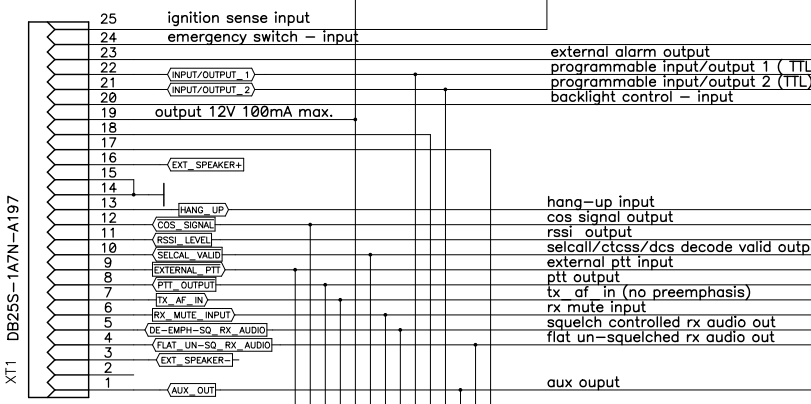 25 ignition sense input
24 emergency switch – input
23 external alarm output
22 INPUT/OUTPUT_1 programmable input/output 1 ( TTL
21 INPUT/OUTPUT_2 programmable input/output 2 (TTL)
20 backlight control – input
19 output 12V 100mA max.
18
17
16 EXT_SPEAKER+
15
14
13 HANG_UP hang–up input
12 COS_SIGNAL cos signal output
11 RSSI_LEVEL rssi output
10 SELCAL_VALID selcall/ctcss/dcs decode valid outp
9 EXTERNAL_PTT external ptt input
8 PTT_OUTPUT ptt output
7 TX_AF_IN tx_af_in (no preemphasis)
6 RX_MUTE_INPUT rx mute input
5 DE-EMPH-SQ_RX_AUDIO squelch controlled rx audio out
4 FLAT_UN-SQ_RX_AUDIO flat un-squelched rx audio out
3 EXT_SPEAKER-
2
1 AUX_OUT aux ouput
XT1 DB25S-1A7N-A197